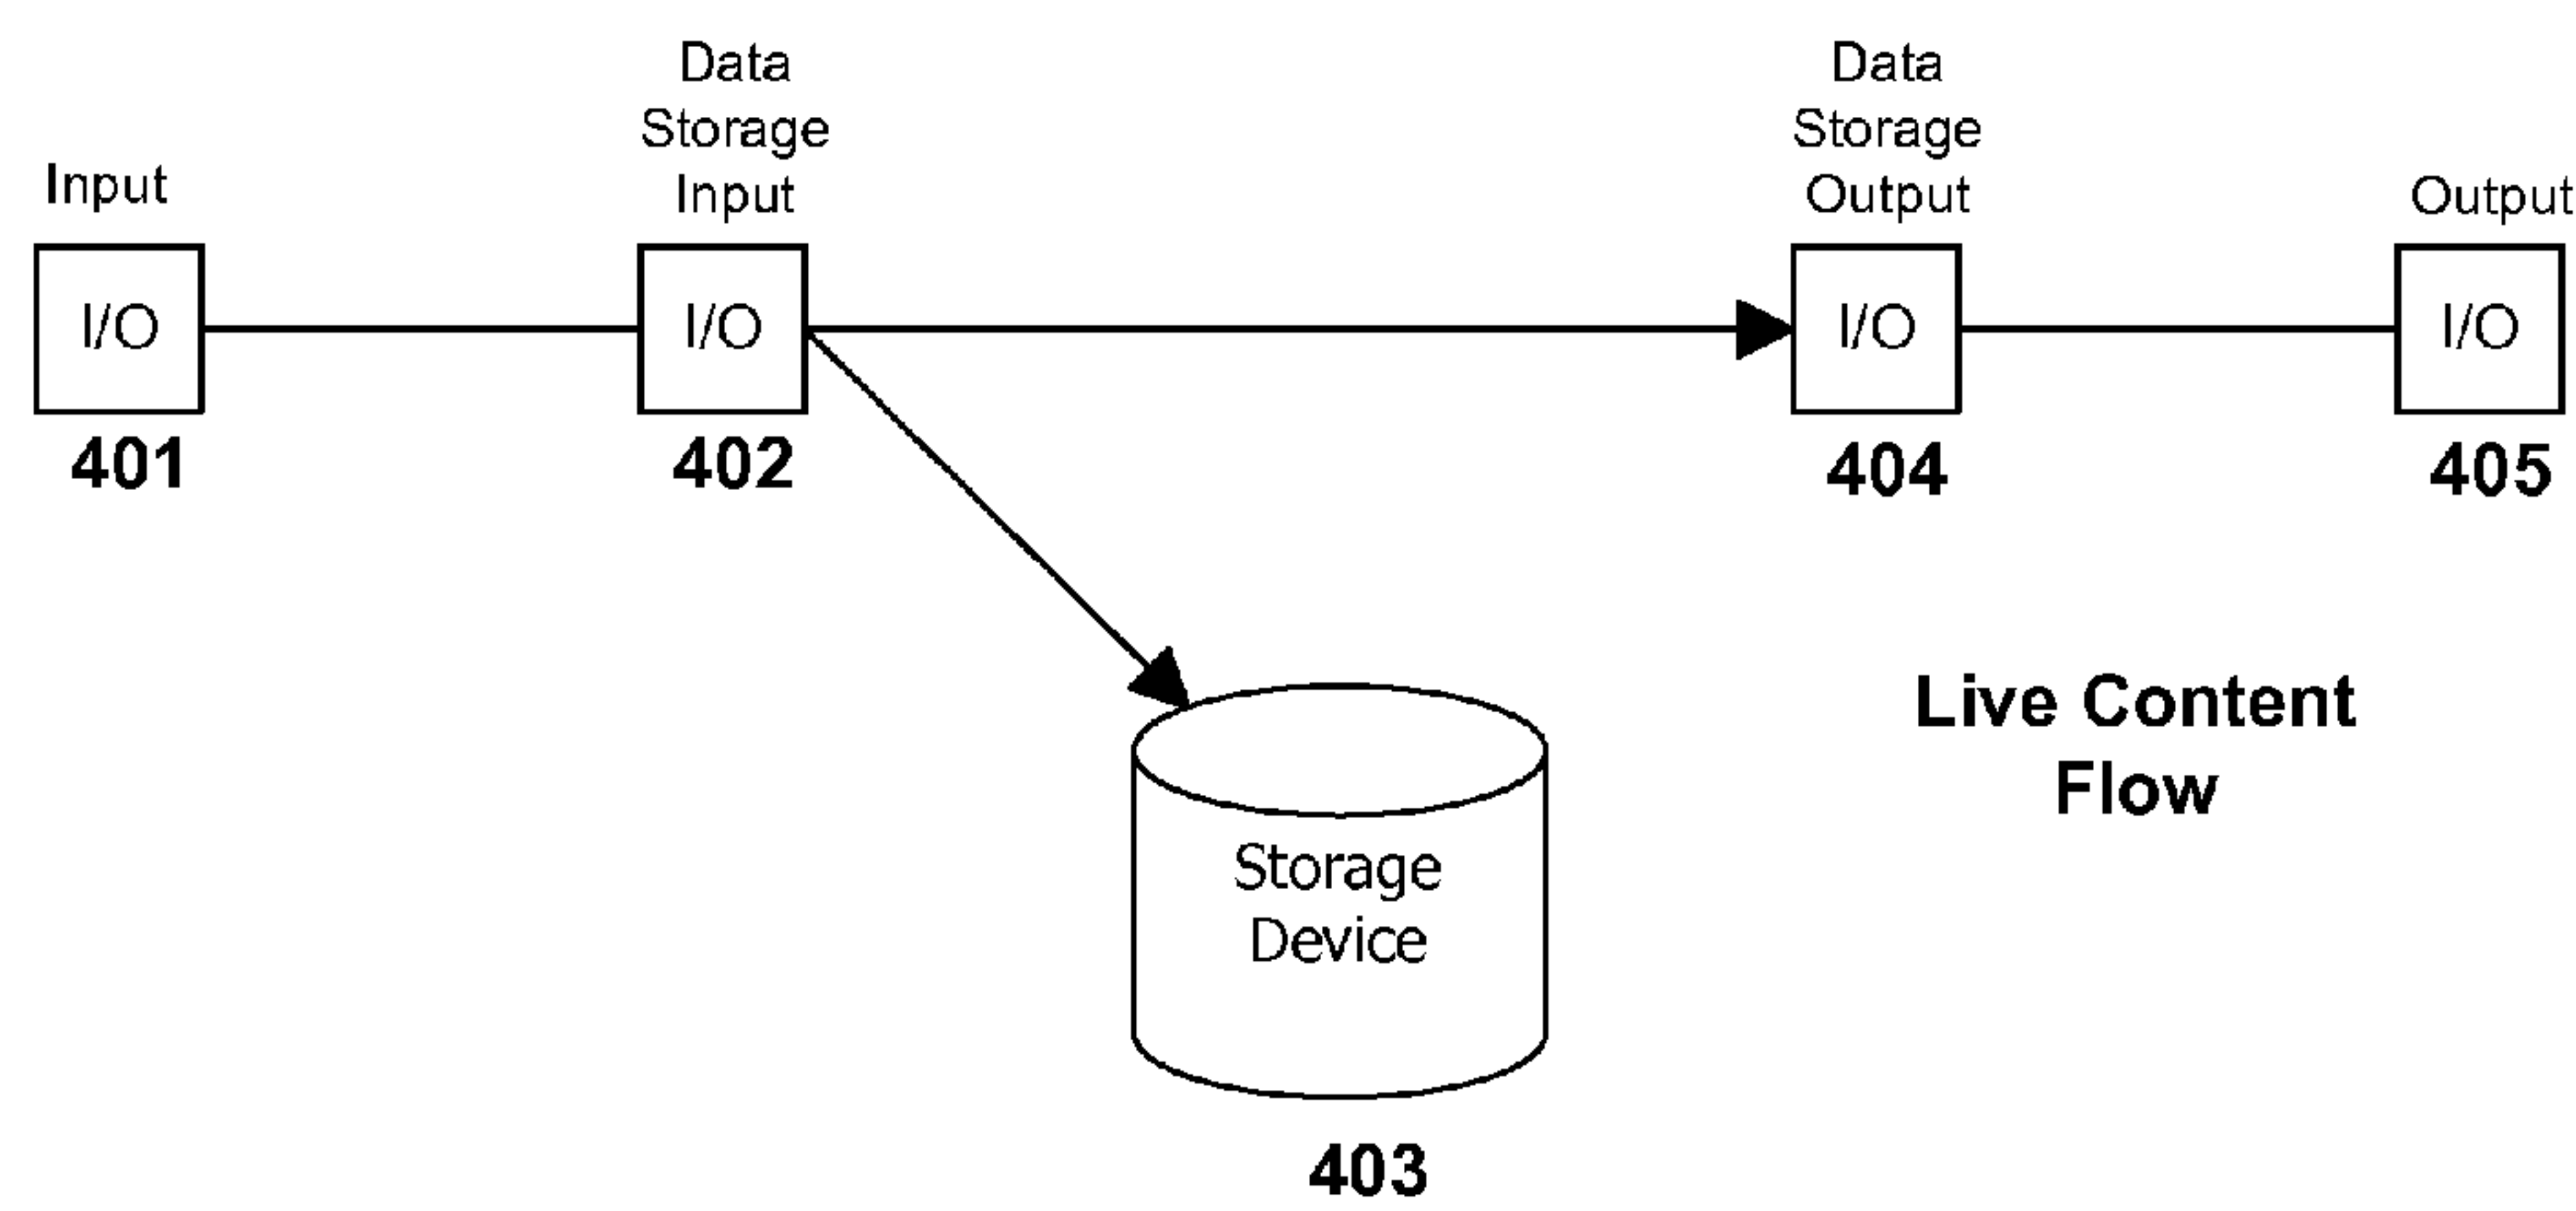 Input
I/O
401
Data
Storage
Input
I/O
402
Data
Storage
Output
I/O
404
Output
I/O
405
Storage
Device
403
Live Content
Flow